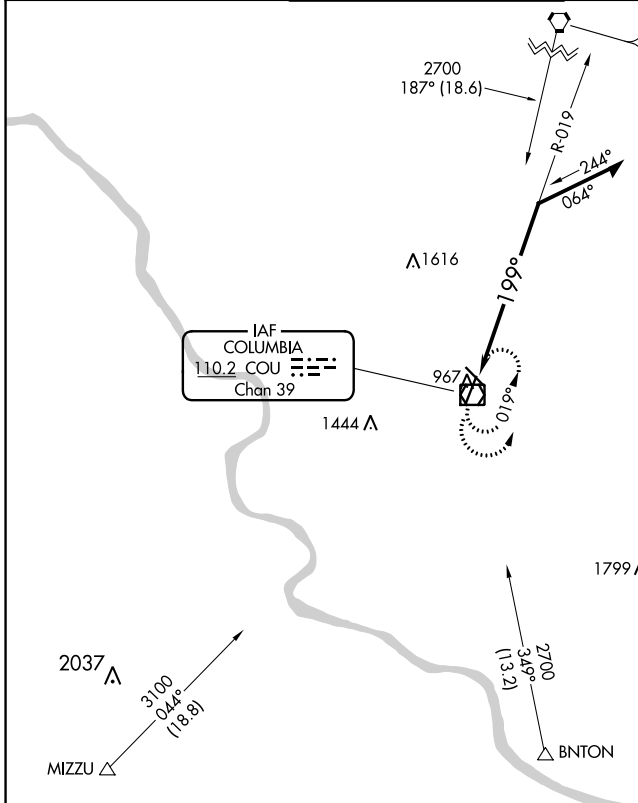 2700
187° (18.6)
R-019
244°
064°
1616
199°
IAF
COLUMBIA
110.2 COU
Chan 39
967
019°
1444
1799
2037
3100
044°
(18.8)
2700
349°
(13.2)
MIZZU
BNTON